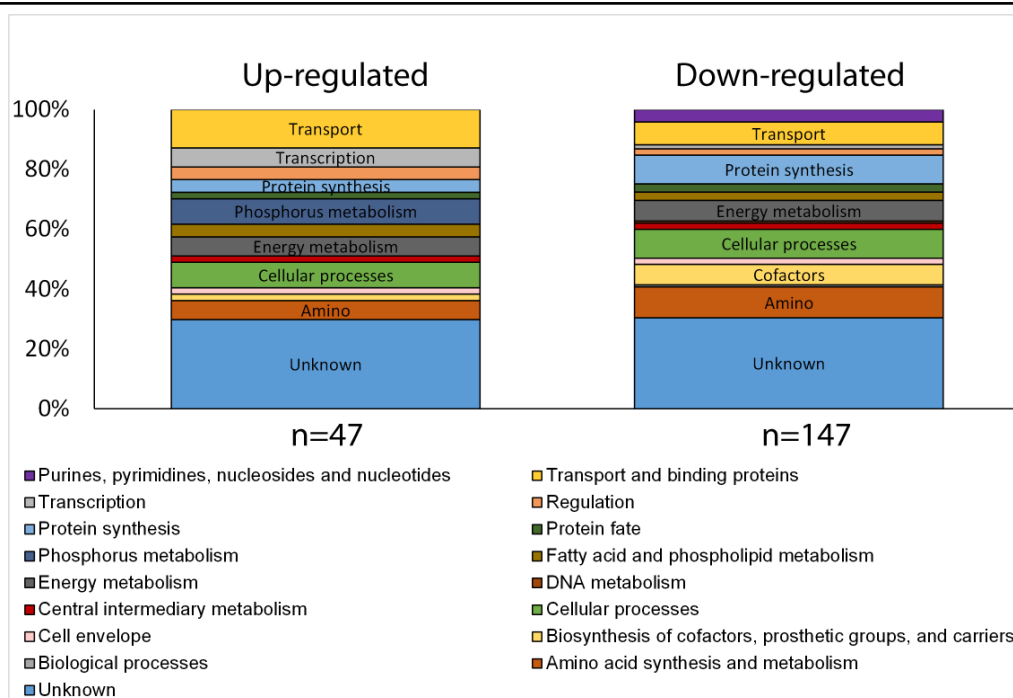 Up-regulated
Down-regulated
100%
80%
60%
40%
20%
0%
Transport
Transcription
Protein synthesis
Phosphorus metabolism
Energy metabolism
Cellular processes
Amino
Unknown
Transport
Protein synthesis
Energy metabolism
Cellular processes
Cofactors
Amino
Unknown
n=47
n=147
Purines, pyrimidines, nucleosides and nucleotides
Transport and binding proteins
Transcription
Regulation
Protein synthesis
Protein fate
Phosphorus metabolism
Fatty acid and phospholipid metabolism
Energy metabolism
DNA metabolism
Central intermediary metabolism
Cellular processes
Cell envelope
Biosynthesis of cofactors, prosthetic groups, and carriers
Biological processes
Amino acid synthesis and metabolism
Unknown